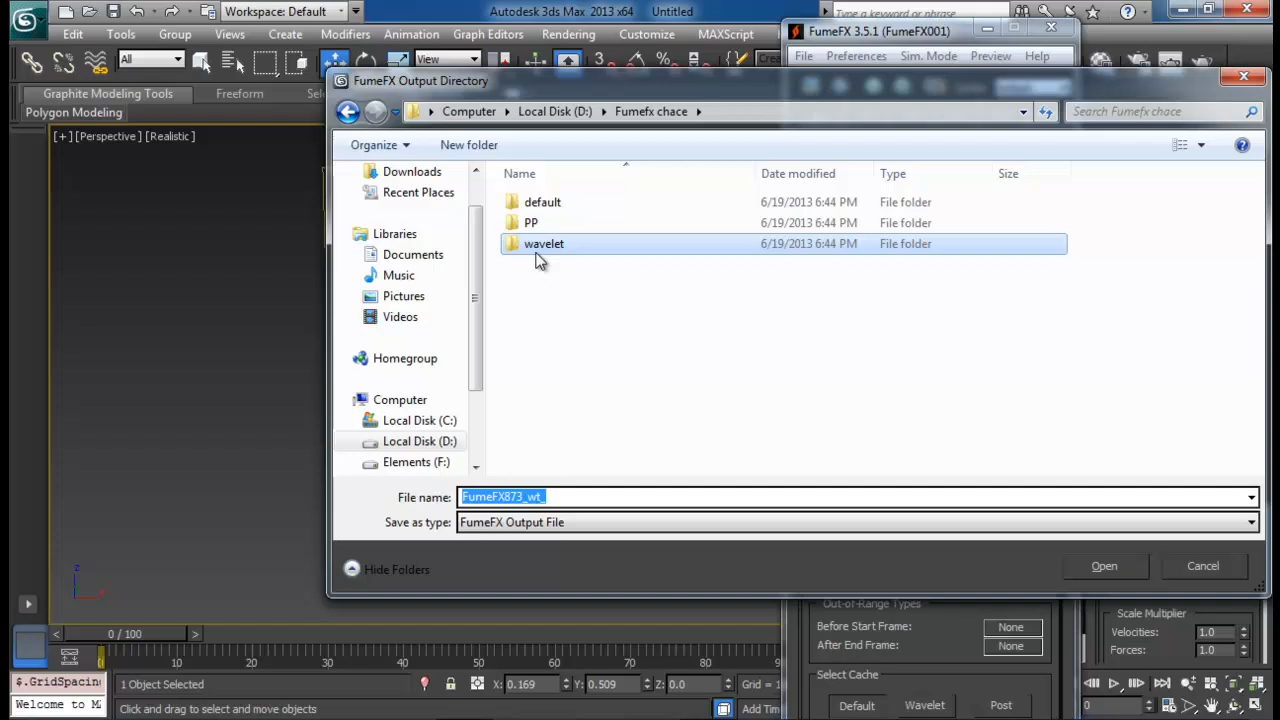 Workspace: Default
Autodesk 3ds Max 2013 x64
Untitled
Type a keyword or phrase
Edit Tools Group Views Create Modifiers Animation Graph Editors Rendering Customize MAXScript
FumeFX 3.5.1 (FumeFX001)
File Preferences Sim. Mode Preview Help
All
View
3
Graphite Modeling Tools
Freeform
Polygon Modeling
[+] [Perspective] [Realistic]
FumeFX Output Directory
Computer
Local Disk (D:)
Fumefx chace
Search Fumefx chace
Organize
New folder
Name Date modified Type Size
Downloads
Recent Places
Libraries
Documents
Music
Pictures
Videos
Homegroup
Computer
Local Disk (C:)
Local Disk (D:)
Elements (F:)
default 6/19/2013 6:44 PM File folder
PP 6/19/2013 6:44 PM File folder
wavelet 6/19/2013 6:44 PM File folder
File name: FumeFX873_wt_
Save as type: FumeFX Output File
Hide Folders
Open
Cancel
Out-of-Range Types
Before Start Frame: None
After End Frame: None
Select Cache
Default Wavelet Post
Scale Multiplier
Velocities: 1.0
Forces: 1.0
z
0 / 100
10 20 30 40 50 60 70 80
$.GridSpacin
Welcome to M
1 Object Selected
X: 0.169
Y: 0.509
Z: 0.0
Grid = 1
Click and drag to select and move objects
Add Tim
0